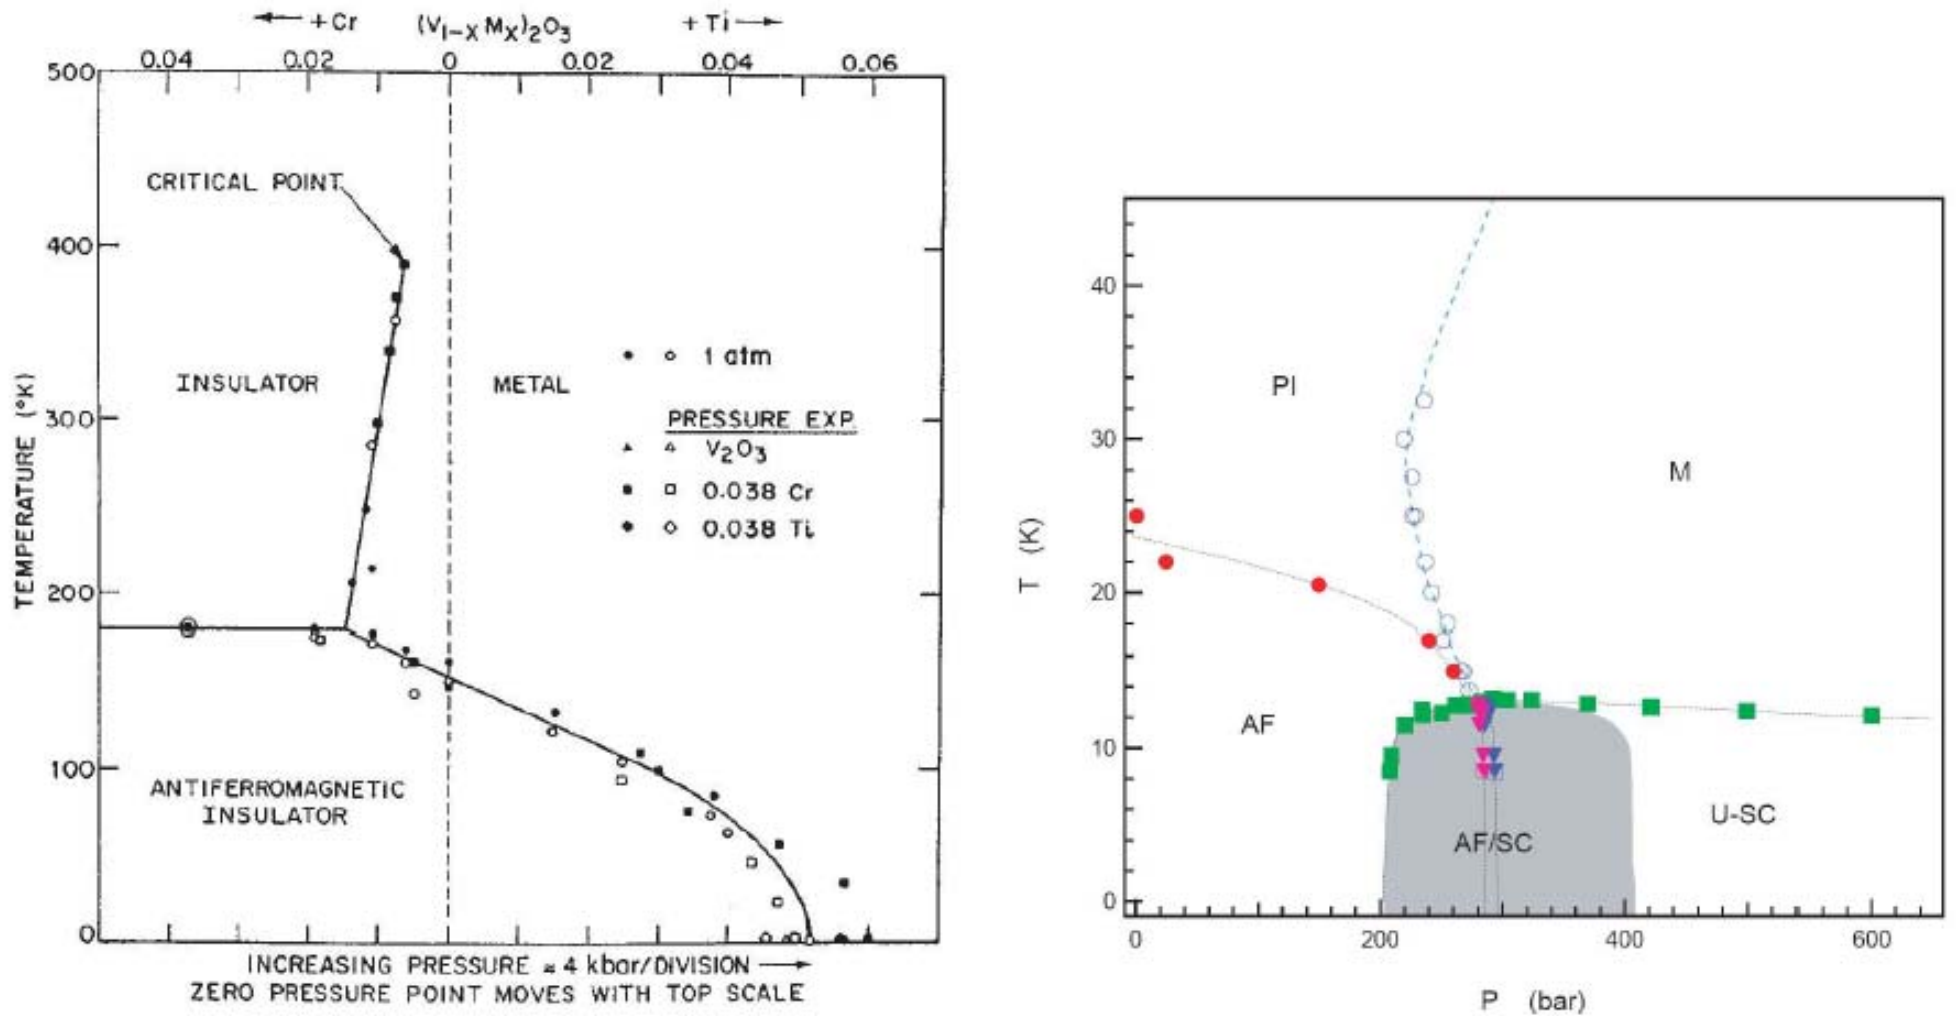 +Cr (V1-XMX)2O3 +Ti
0.04 0.02 0 0.02 0.04 0.06
500
400
300
200
100
0
TEMPERATURE (°K)
CRITICAL POINT
INSULATOR
METAL
1 atm
PRESSURE EXP.
V2O3
0.038 Cr
0.038 Ti
ANTIFERROMAGNETIC
INSULATOR
INCREASING PRESSURE ≈ 4 kbar/DIVISION
ZERO PRESSURE POINT MOVES WITH TOP SCALE
T (K)
40
30
20
10
0
PI
M
AF
AF/SC
U-SC
0 200 400 600
P (bar)